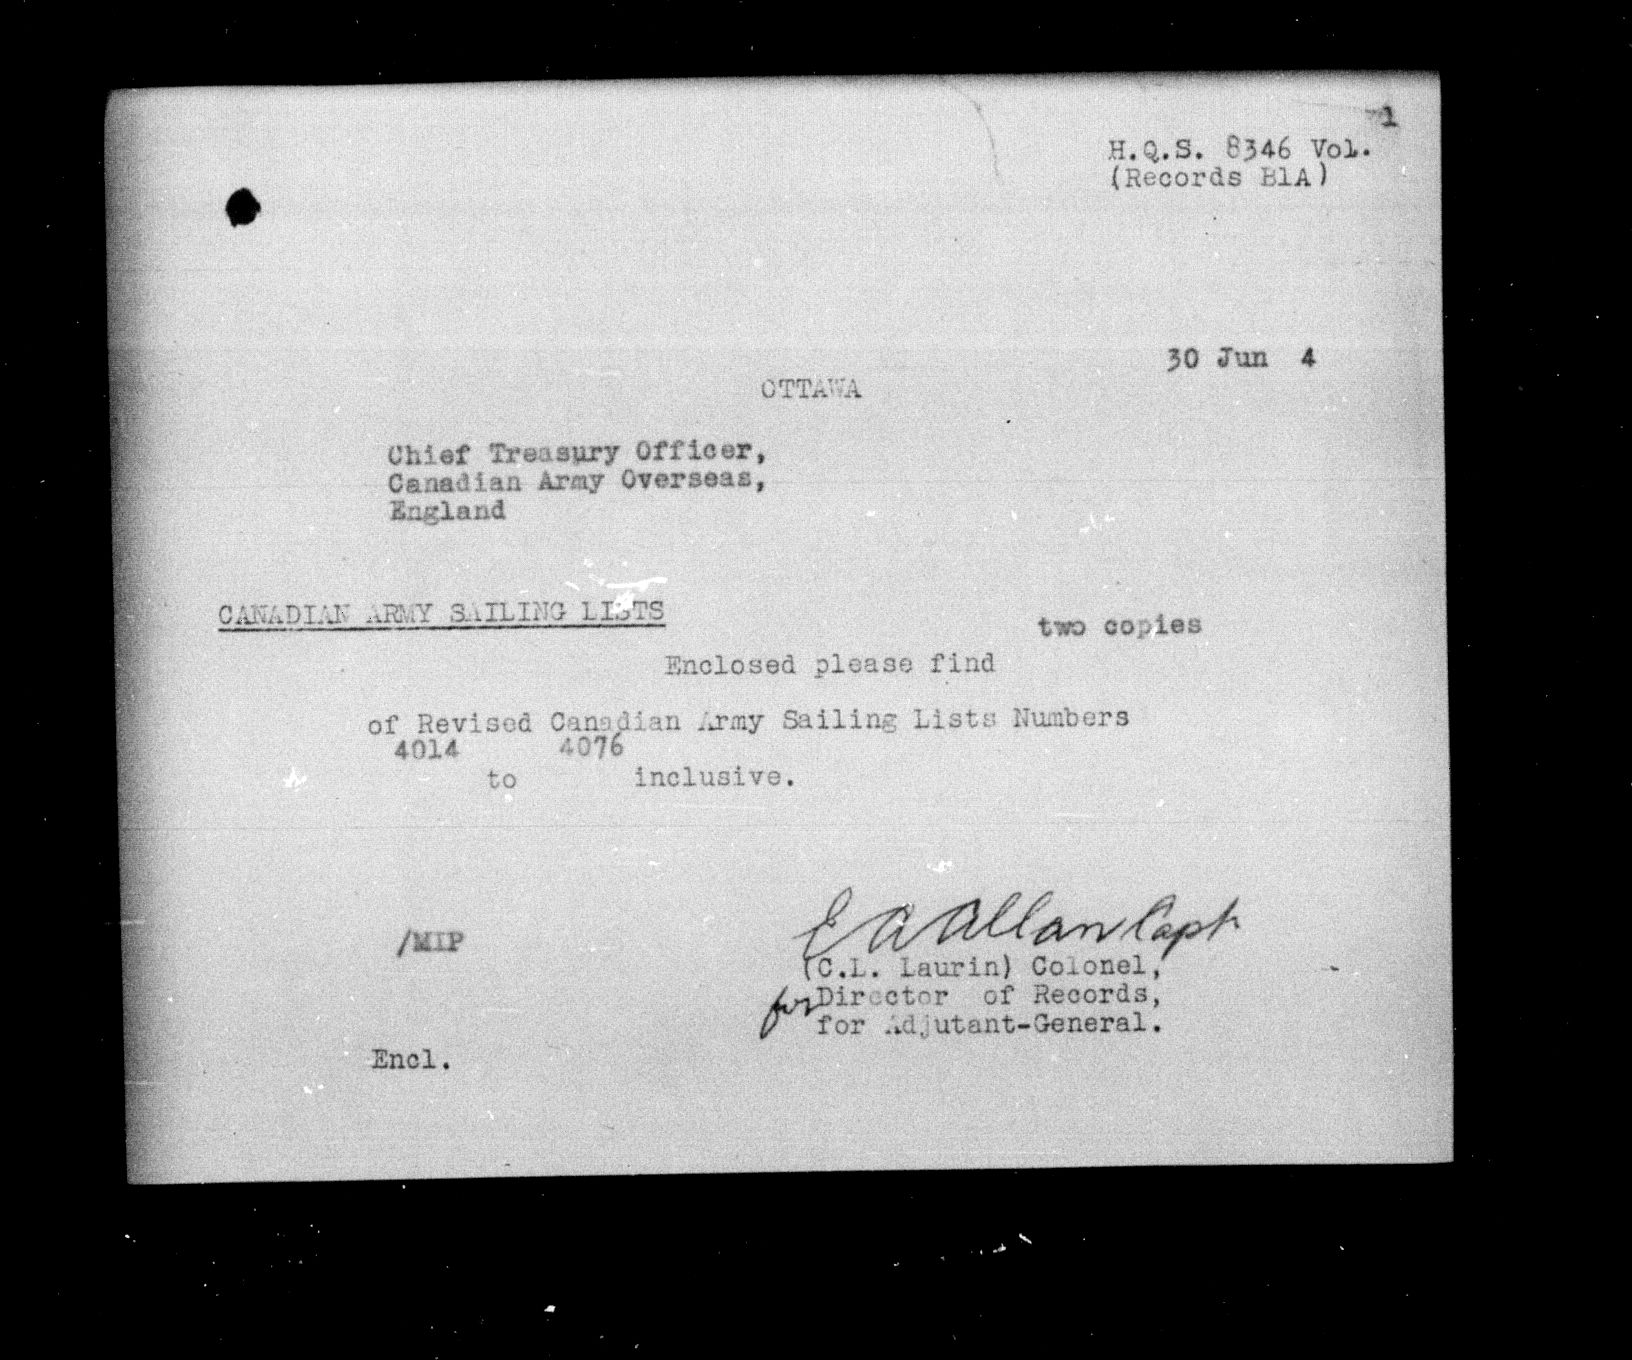 1
H.Q.S. 8346 Vol.
(Records B1A)
30 Jun 4
OTTAWA
Chief Treasury Officer,
Canadian Army Overseas,
England
CANADIAN ARMY SAILING LISTS
two copies
Enclosed please find
of Revised Canadian Army Sailing Lists Numbers
4014 4076
to inclusive.
E A Allan Capt
/MIP
(C.L. Laurin) Colonel,
for Director of Records,
for Adjutant-General.
Encl.